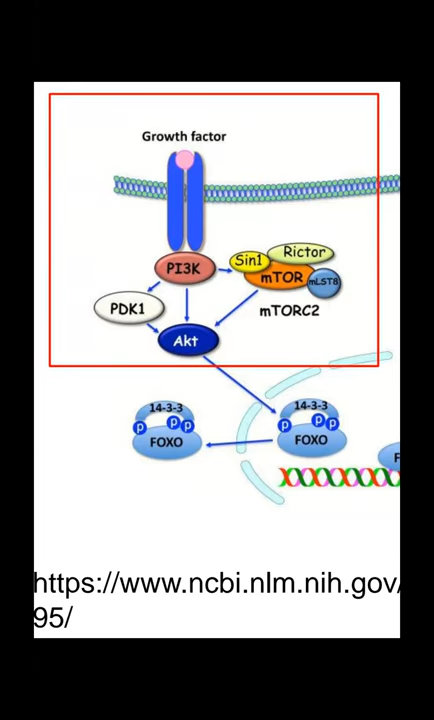 Growth factor
Sin1
Rictor
PI3K
mTOR
mLST8
PDK1
mTORC2
Akt
14-3-3
14-3-3
P
P
P
P
P
P
FOXO
FOXO
F
https://www.ncbi.nlm.nih.gov/
95/